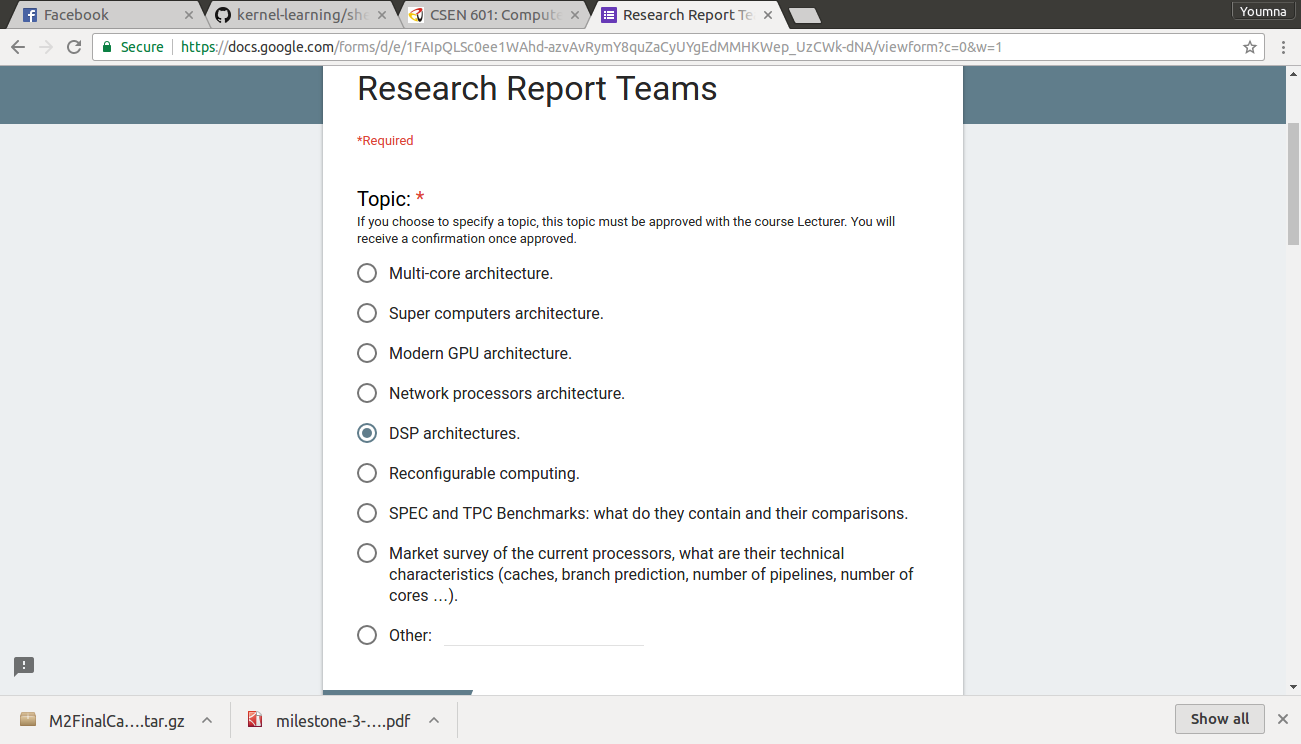 Facebook
kernel-learning/she
CSEN 601: Compute
Research Report Te
Youmna
Secure
https://docs.google.com/forms/d/e/1FAIpQLSc0ee1WAhd-azvAvRymY8quZaCyUYgEdMMHKWep_UzCWk-dNA/viewform?c=0&w=1
Research Report Teams
*Required
Topic: *
If you choose to specify a topic, this topic must be approved with the course Lecturer. You will
receive a confirmation once approved.
Multi-core architecture.
Super computers architecture.
Modern GPU architecture.
Network processors architecture.
DSP architectures.
Reconfigurable computing.
SPEC and TPC Benchmarks: what do they contain and their comparisons.
Market survey of the current processors, what are their technical
characteristics (caches, branch prediction, number of pipelines, number of
cores …).
Other:
M2FinalCa....tar.gz
milestone-3-....pdf
Show all